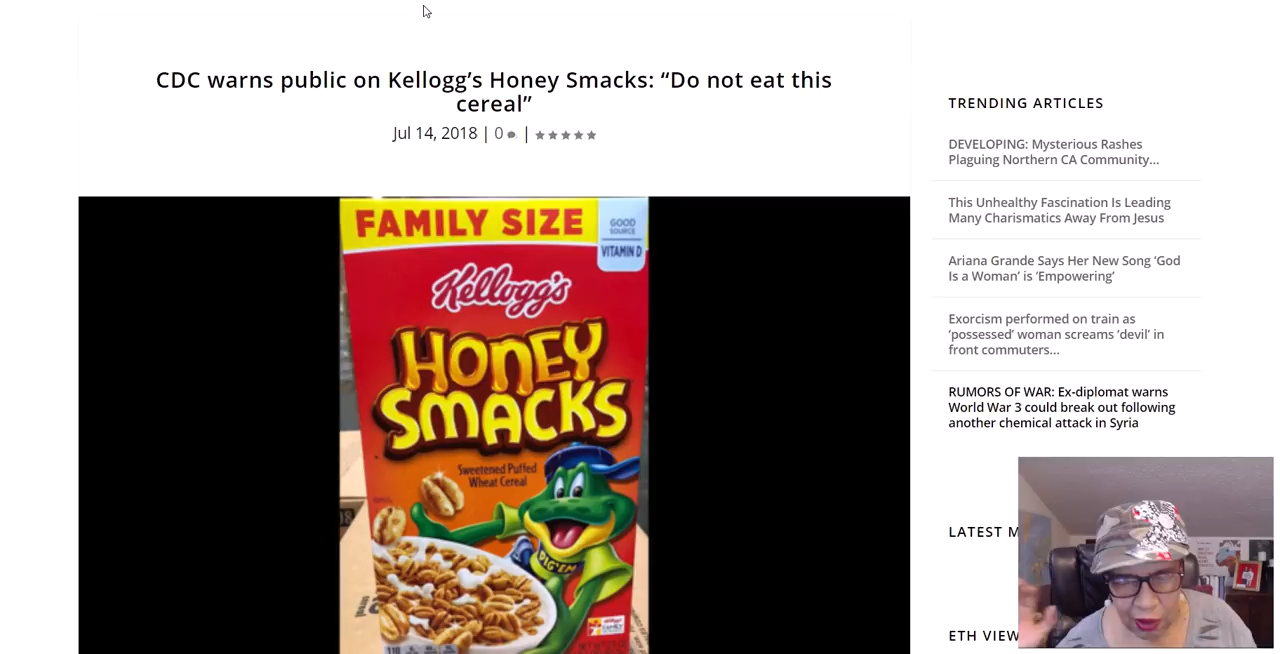 CDC warns public on Kellogg’s Honey Smacks: “Do not eat this
cereal”
Jul 14, 2018 | 0 |
FAMILY SIZE
GOOD
SOURCE
VITAMIN D
Kellogg's
HONEY
SMACKS
Sweetened Puffed
Wheat Cereal
DIG'EM
TRENDING ARTICLES
DEVELOPING: Mysterious Rashes
Plaguing Northern CA Community...
This Unhealthy Fascination Is Leading
Many Charismatics Away From Jesus
Ariana Grande Says Her New Song ‘God
Is a Woman’ is ‘Empowering’
Exorcism performed on train as
‘possessed’ woman screams ‘devil’ in
front commuters...
RUMORS OF WAR: Ex-diplomat warns
World War 3 could break out following
another chemical attack in Syria
LATEST M
ETH VIEW